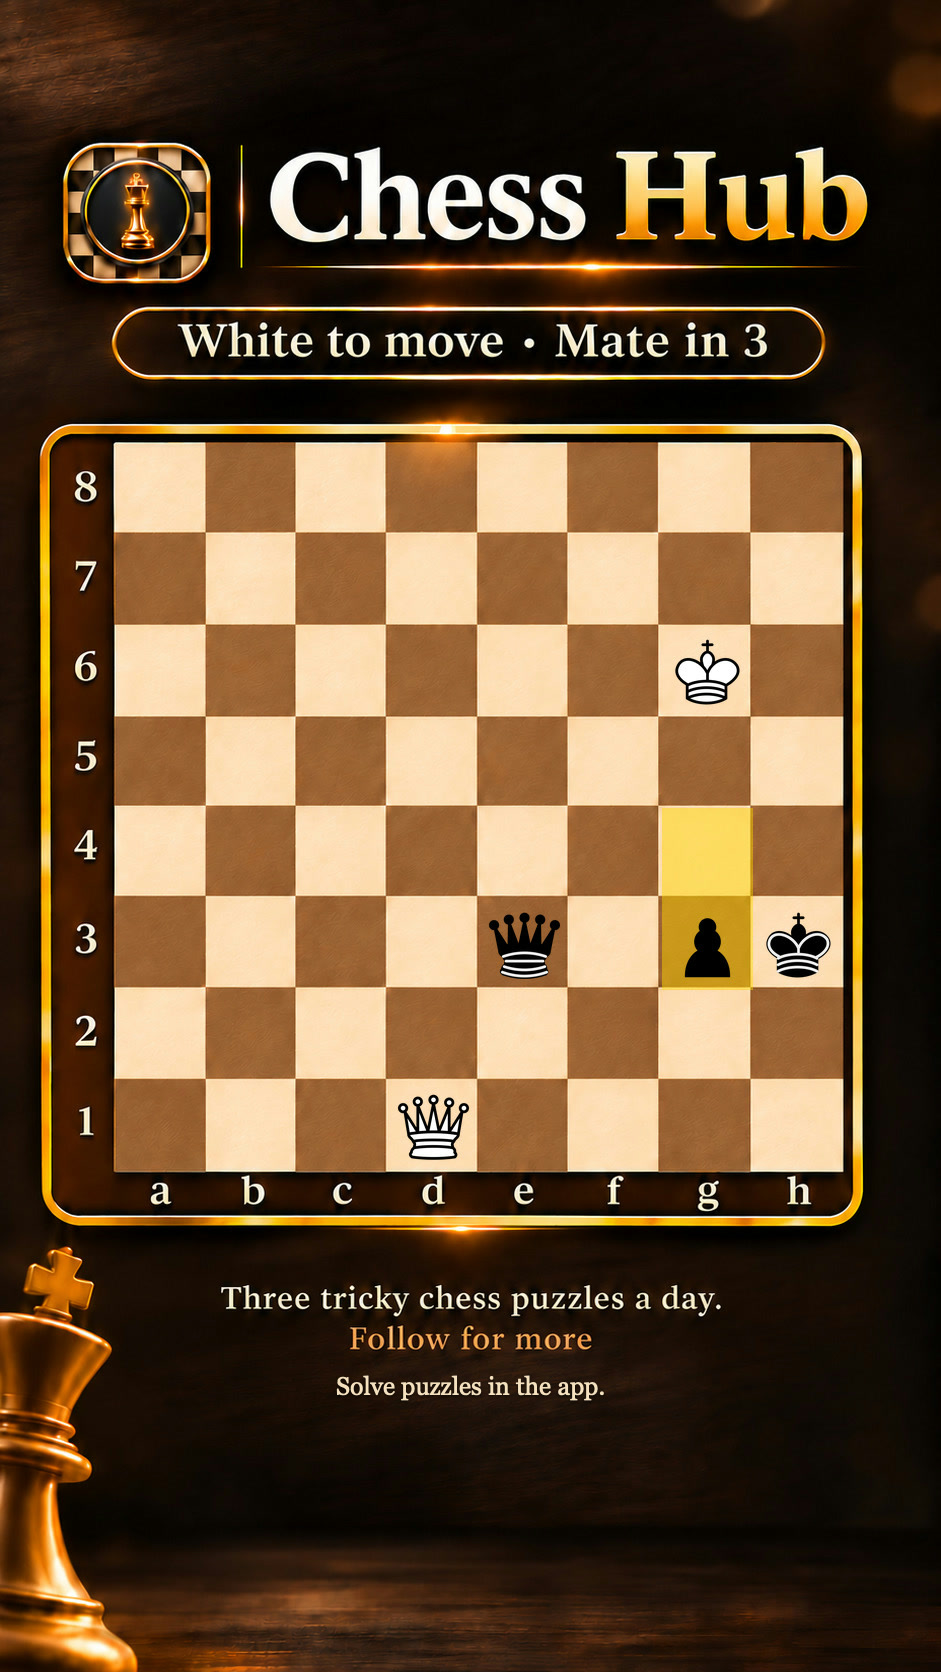 Chess Hub
White to move • Mate in 3
8
7
6
5
4
3
2
1
a b c d e f g h
Three tricky chess puzzles a day.
Follow for more
Solve puzzles in the app.